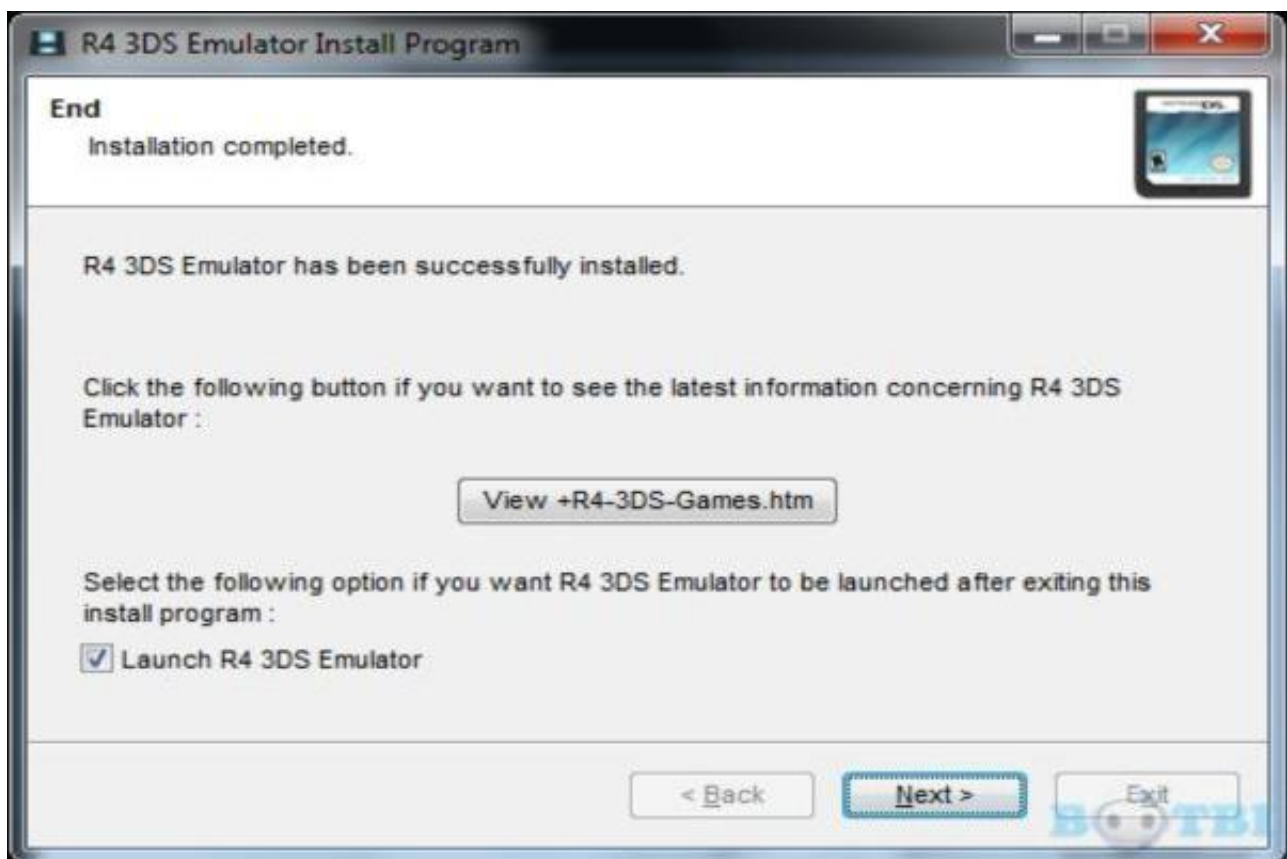 R4 3DS Emulator Install Program
End
Installation completed.
R4 3DS Emulator has been successfully installed.
Click the following button if you want to see the latest information concerning R4 3DS
Emulator :
View +R4-3DS-Games.htm
Select the following option if you want R4 3DS Emulator to be launched after exiting this
install program :
Launch R4 3DS Emulator
< Back
Next >
Exit